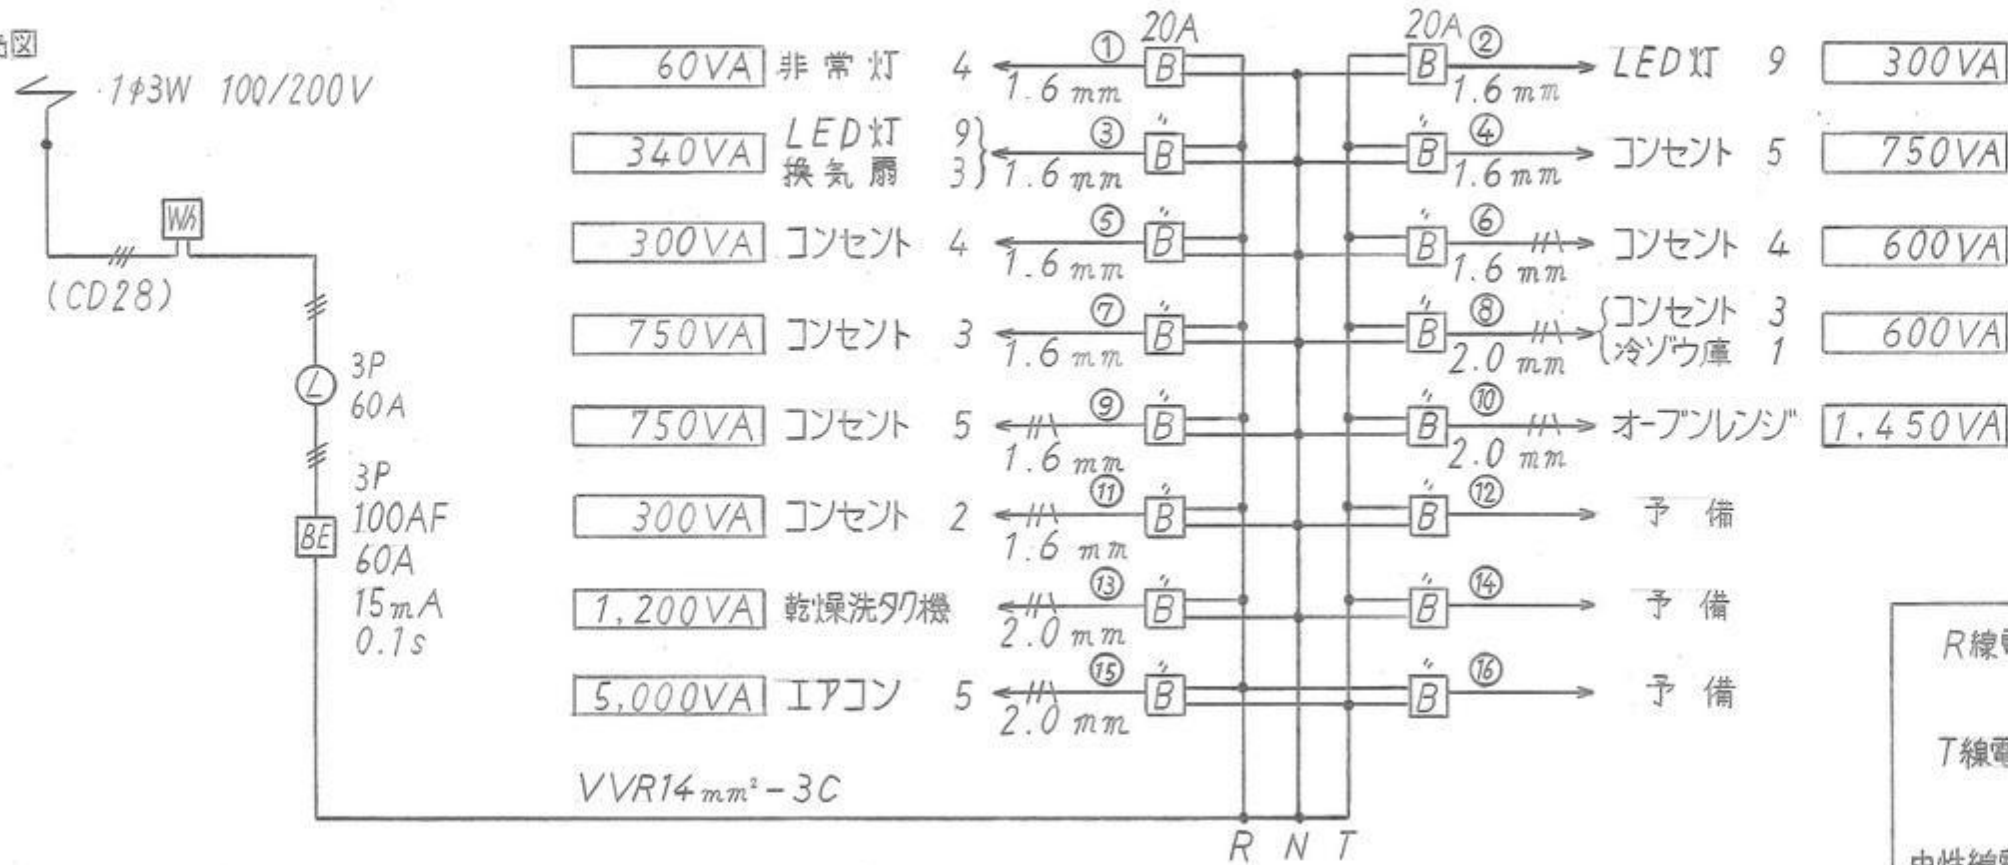 図
1φ3W 100/200V
Wh
(CD28)
L
3P
60A
BE
3P
100AF
60A
15mA
0.1s
VVR14mm²-3C
20A
20A
60VA 非常灯 4 ① 1.6mm B
B ② 1.6mm LED灯 9 300VA
340VA LED灯 9 換気扇 3 ③ 1.6mm B
B ④ 1.6mm コンセント 5 750VA
300VA コンセント 4 ⑤ 1.6mm B
B ⑥ 1.6mm コンセント 4 600VA
750VA コンセント 3 ⑦ 1.6mm B
B ⑧ 2.0mm コンセント 3 冷ゾウ庫 1 600VA
750VA コンセント 5 ⑨ 1.6mm B
B ⑩ 2.0mm オーブンレンジ 1.450VA
300VA コンセント 2 ⑪ 1.6mm B
B ⑫ 予備
1,200VA 乾燥洗タク機 ⑬ 2.0mm B
B ⑭ 予備
5,000VA エアコン 5 ⑮ 2.0mm B
B ⑯ 予備
R N T
R線
T線